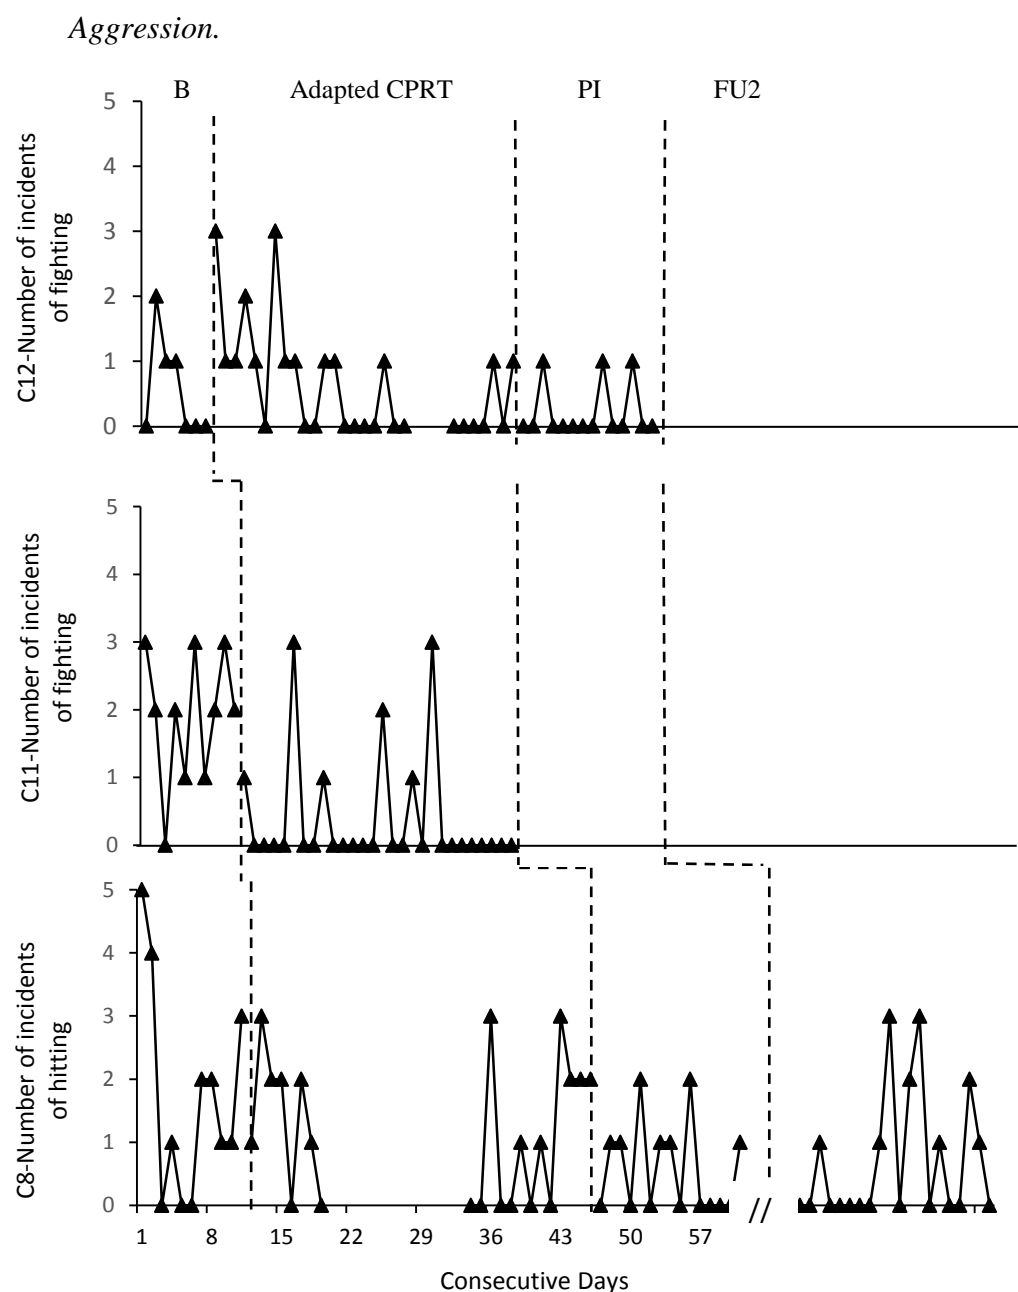 Aggression.
B Adapted CPRT PI FU2
C12-Number of incidents
of fighting
5
4
3
2
1
0
C11-Number of incidents
of fighting
5
4
3
2
1
0
C8-Number of incidents
of hitting
5
4
3
2
1
0
//
1 8 15 22 29 36 43 50 57
Consecutive Days